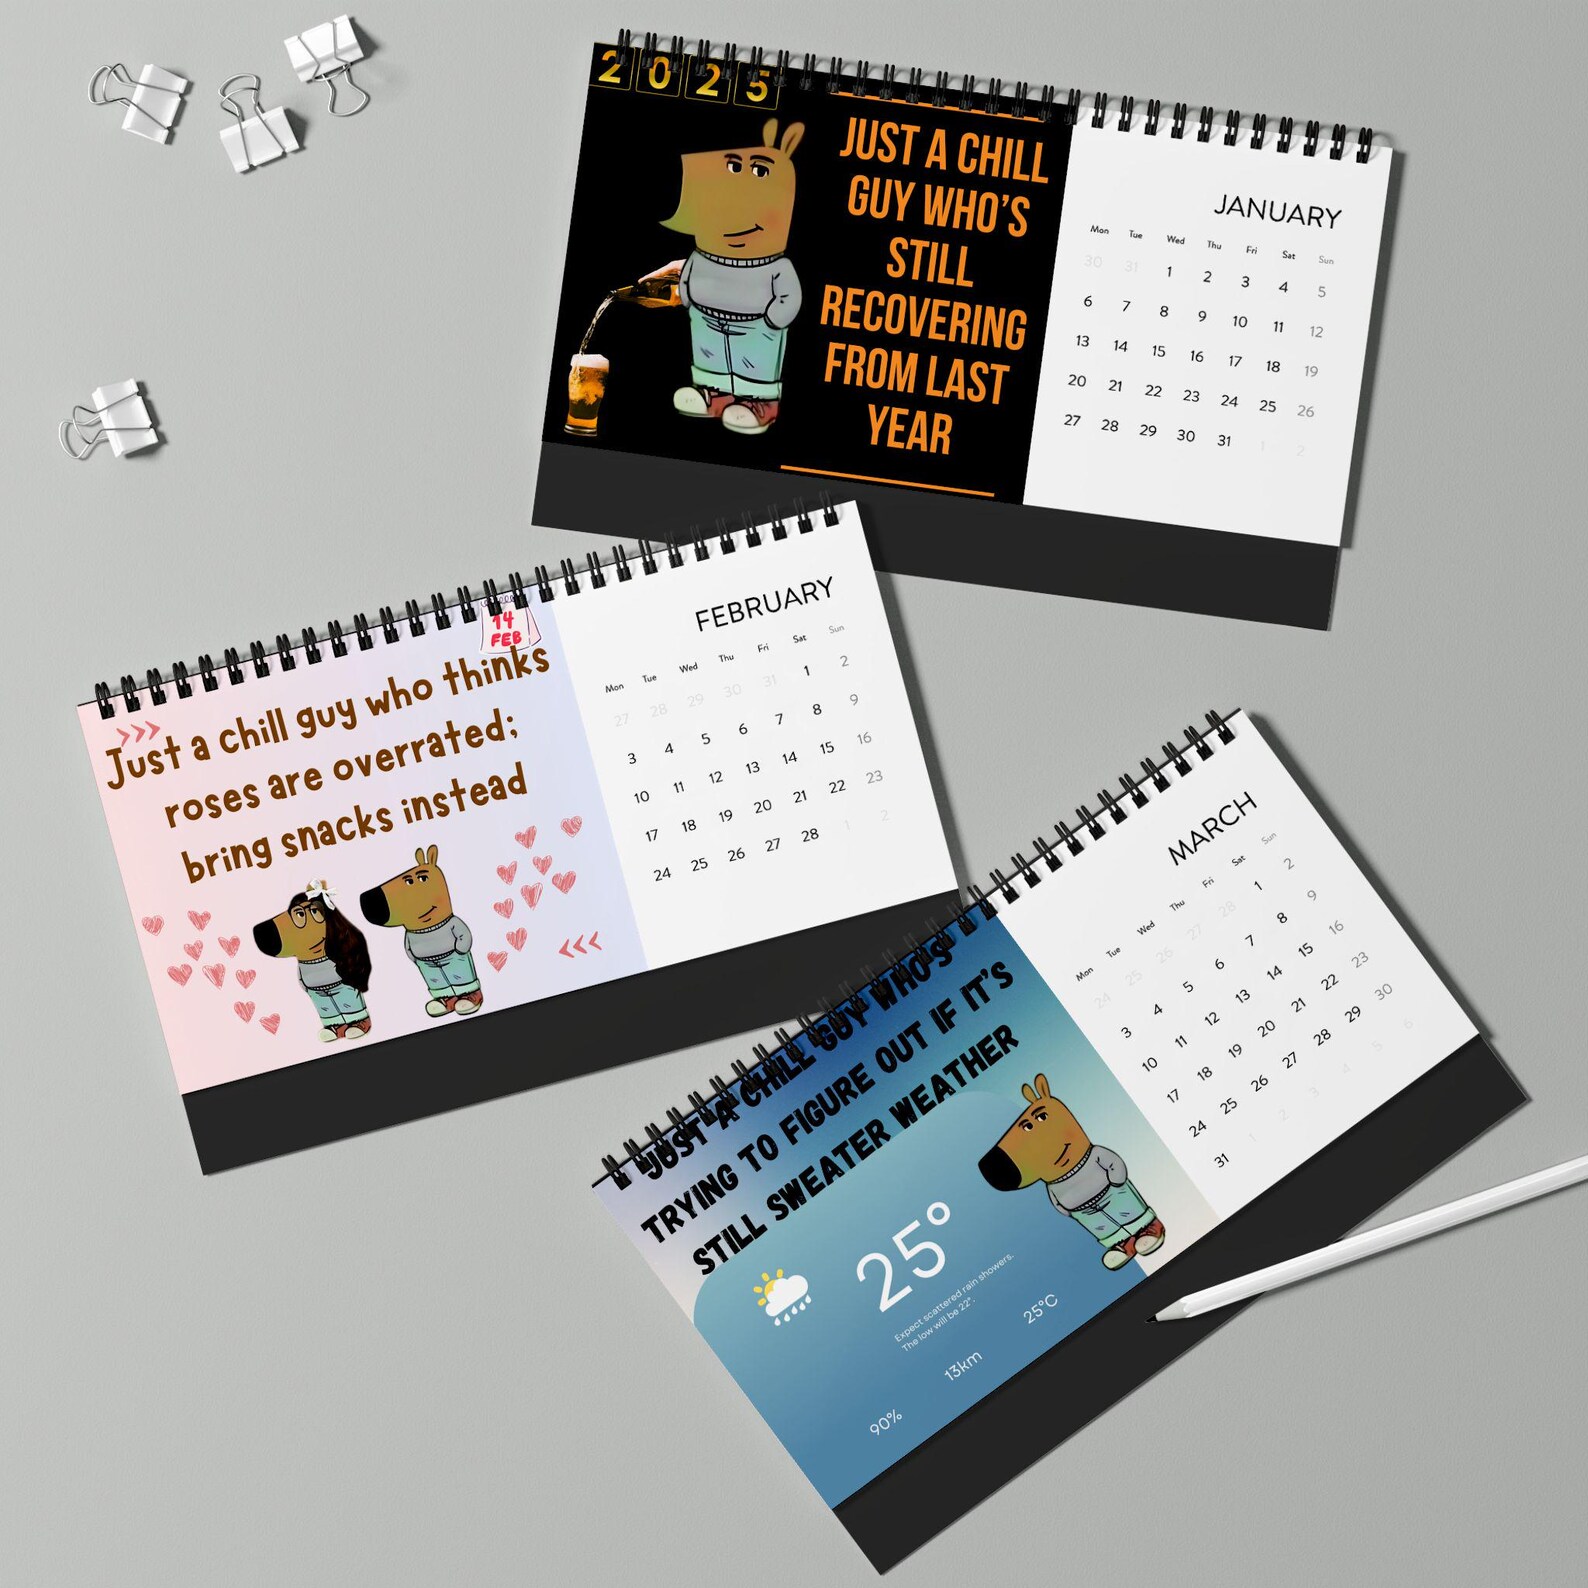 2025
JUST A CHILL
GUY WHO'S
STILL
RECOVERING
FROM LAST
YEAR
JANUARY
Mon Tue Wed Thu Fri Sat Sun
30 31 1 2 3 4 5
6 7 8 9 10 11 12
13 14 15 16 17 18 19
20 21 22 23 24 25 26
27 28 29 30 31 1 2
14
FEB
Just a chill guy who thinks
roses are overrated;
bring snacks instead
FEBRUARY
Mon Tue Wed Thu Fri Sat Sun
27 28 29 30 31 1 2
3 4 5 6 7 8 9
10 11 12 13 14 15 16
17 18 19 20 21 22 23
24 25 26 27 28 1 2
JUST A CHILL GUY WHO'S
TRYING TO FIGURE OUT IF IT'S
STILL SWEATER WEATHER
25°
Expect scattered rain showers.
The low will be 22°.
90%
13km
25°C
MARCH
Mon Tue Wed Thu Fri Sat Sun
24 25 26 27 28 1 2
3 4 5 6 7 8 9
10 11 12 13 14 15 16
17 18 19 20 21 22 23
24 25 26 27 28 29 30
31 1 2 3 4 5 6